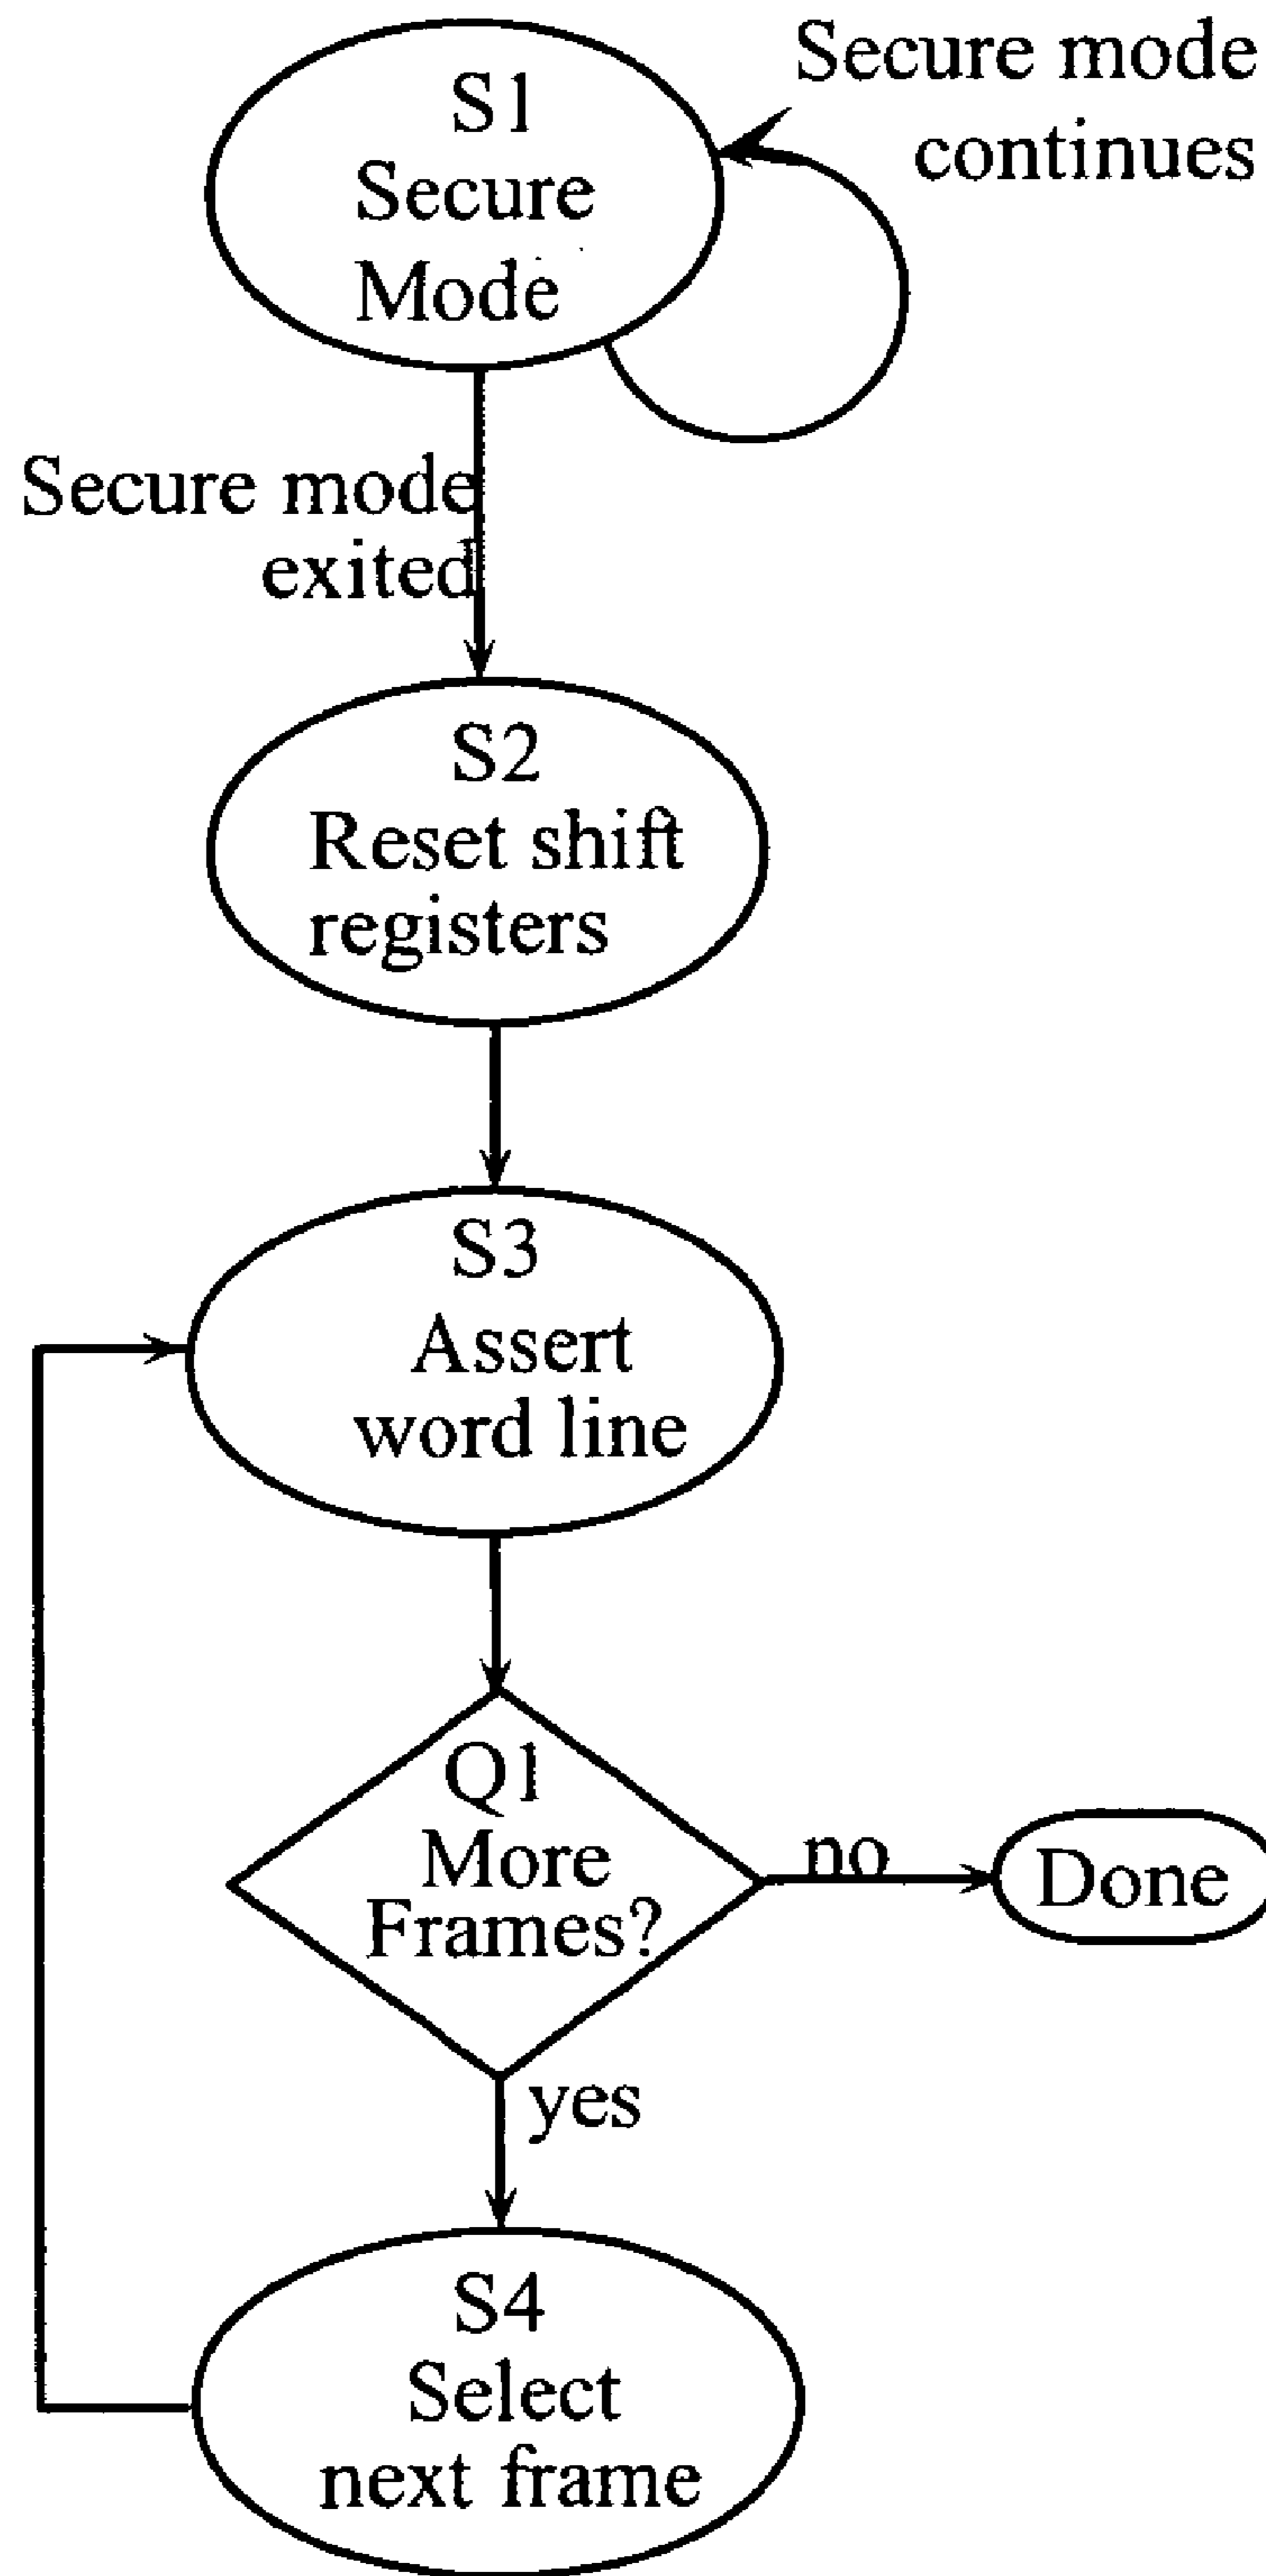 S1
Secure
Mode
Secure mode
continues
Secure mode
exited
S2
Reset shift
registers
S3
Assert
word line
Q1
More
Frames?
no
Done
yes
S4
Select
next frame